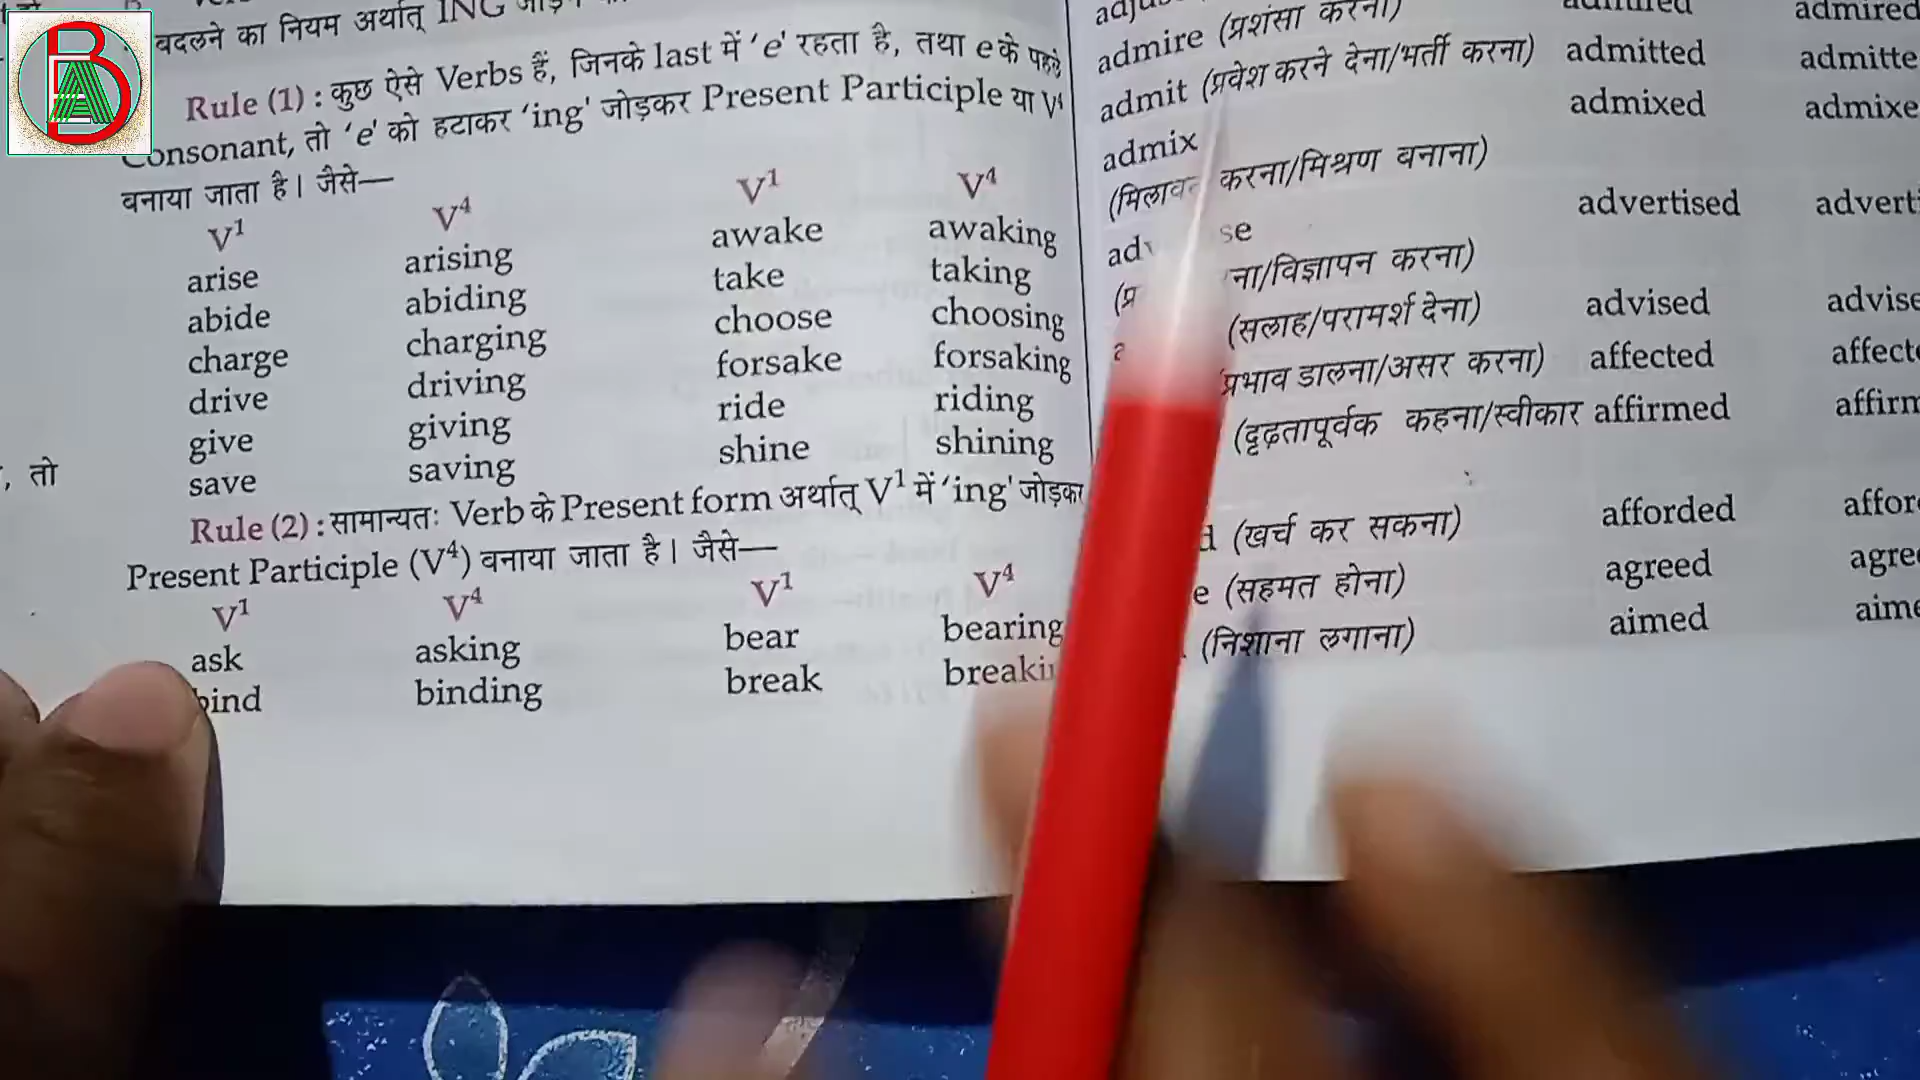 बदलने का नियम अर्थात् ING
Rule (1) : कुछ ऐसे Verbs हैं, जिनके last में 'e' रहता है, तथा e के पहले
Consonant, तो 'e' को हटाकर 'ing' जोड़कर Present Participle या V⁴
बनाया जाता है। जैसे—
V¹ V⁴ V¹ V⁴
arise arising awake awaking
abide abiding take taking
charge charging choose choosing
drive driving forsake forsaking
give giving ride riding
save saving shine shining
Rule (2) : सामान्यतः Verb के Present form अर्थात् V¹ में 'ing' जोड़कर
Present Participle (V⁴) बनाया जाता है। जैसे—
V¹ V⁴ V¹ V⁴
ask asking bear bearing
bind binding break
, तो
admire (प्रशंसा करना) admired
admit (प्रवेश करने देना/भर्ती करना) admitted
admix admixed
करना/मिश्रण बनाना)
advertised
विज्ञापन करना)
(सलाह/परामर्श देना) advised
प्रभाव डालना/असर करना) affected
(दृढ़तापूर्वक कहना/स्वीकार affirmed
(खर्च कर सकना) afforded
(सहमत होना) agreed
(निशाना लगाना) aimed